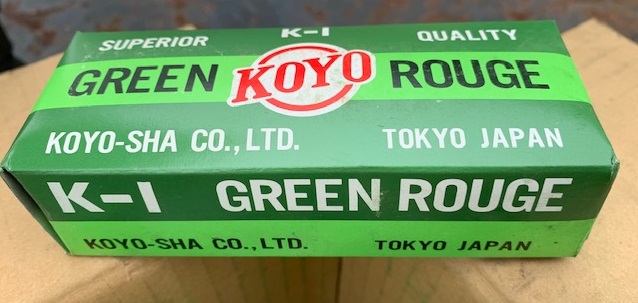 SUPERIOR K-I QUALITY
GREEN KOYO ROUGE
KOYO-SHA CO., LTD. TOKYO JAPAN
K-I GREEN ROUGE
KOYO-SHA CO., LTD. TOKYO JAPAN